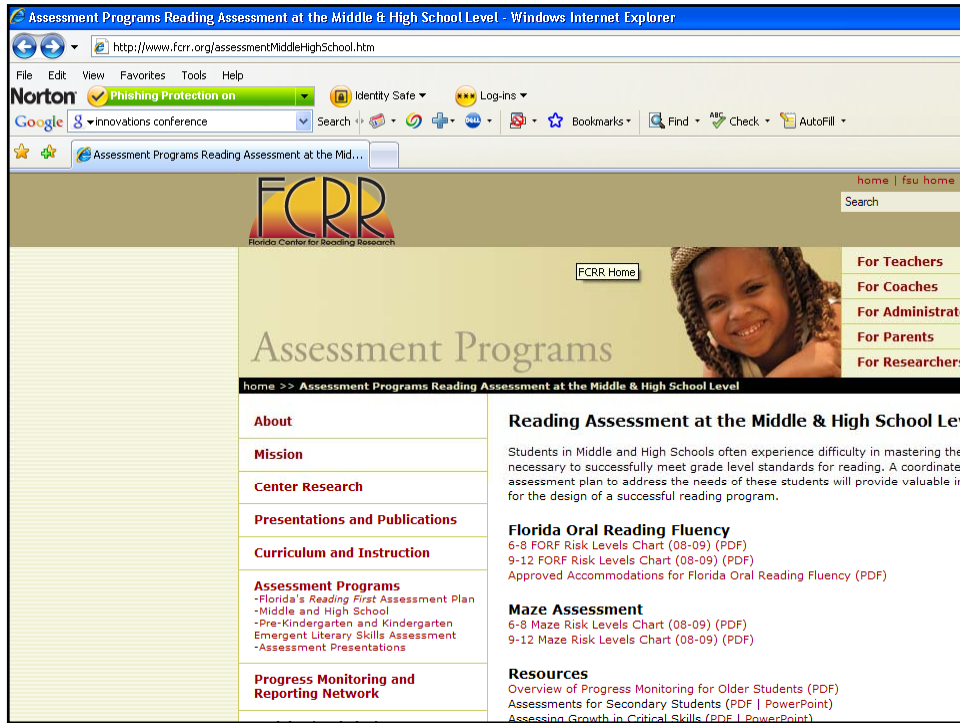 Assessment Programs Reading Assessment at the Middle & High School Level - Windows Internet Explorer
http://www.fcrr.org/assessmentMiddleHighSchool.htm
File Edit View Favorites Tools Help
Norton Phishing Protection on Identity Safe Log-ins
Google innovations conference Search Bookmarks Find Check AutoFill
Assessment Programs Reading Assessment at the Mid...
home | fsu home
Search
FCRR
Florida Center for Reading Research
FCRR Home
Assessment Programs
For Teachers
For Coaches
For Administrat
For Parents
For Researchers
home >> Assessment Programs Reading Assessment at the Middle & High School Level
About
Mission
Center Research
Presentations and Publications
Curriculum and Instruction
Assessment Programs
-Florida's Reading First Assessment Plan
-Middle and High School
-Pre-Kindergarten and Kindergarten
Emergent Literary Skills Assessment
-Assessment Presentations
Progress Monitoring and
Reporting Network
Reading Assessment at the Middle & High School Le
Students in Middle and High Schools often experience difficulty in mastering the
necessary to successfully meet grade level standards for reading. A coordinate
assessment plan to address the needs of these students will provide valuable in
for the design of a successful reading program.
Florida Oral Reading Fluency
6-8 FORF Risk Levels Chart (08-09) (PDF)
9-12 FORF Risk Levels Chart (08-09) (PDF)
Approved Accommodations for Florida Oral Reading Fluency (PDF)
Maze Assessment
6-8 Maze Risk Levels Chart (08-09) (PDF)
9-12 Maze Risk Levels Chart (08-09) (PDF)
Resources
Overview of Progress Monitoring for Older Students (PDF)
Assessments for Secondary Students (PDF | PowerPoint)
Assessing Growth in Critical Skills (PDF | PowerPoint)